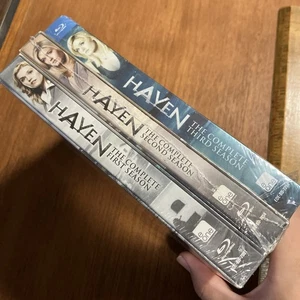 HAVEN
THE COMPLETE
THIRD SEASON
HAVEN
THE COMPLETE
SECOND SEASON
HAVEN
THE COMPLETE
FIRST SEASON